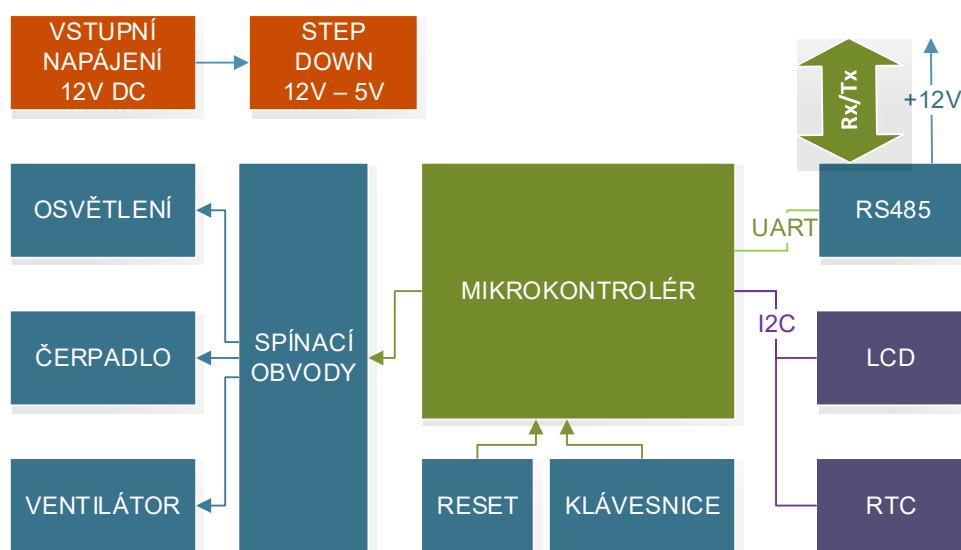 VSTUPNÍ
NAPÁJENÍ
12V DC
STEP
DOWN
12V – 5V
Rx/Tx
+12V
OSVĚTLENÍ
ČERPADLO
VENTILÁTOR
SPÍNACÍ
OBVODY
MIKROKONTROLÉR
UART
RS485
I2C
LCD
RTC
RESET
KLÁVESNICE